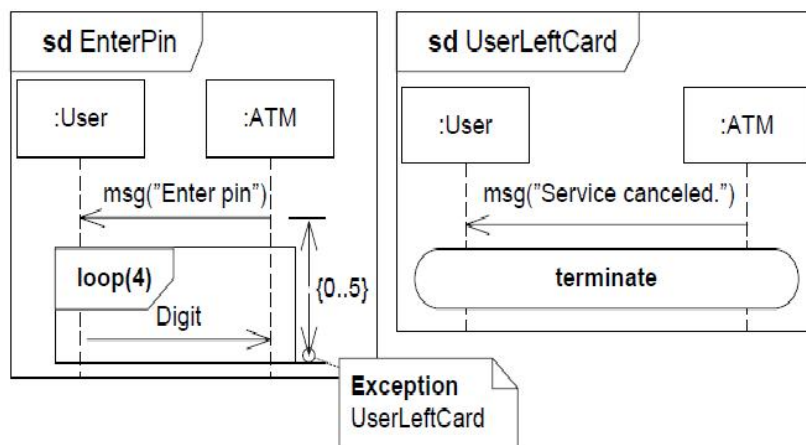 sd EnterPin
:User
:ATM
msg("Enter pin")
loop(4)
Digit
{0..5}
Exception
UserLeftCard
sd UserLeftCard
:User
:ATM
msg("Service canceled.")
terminate